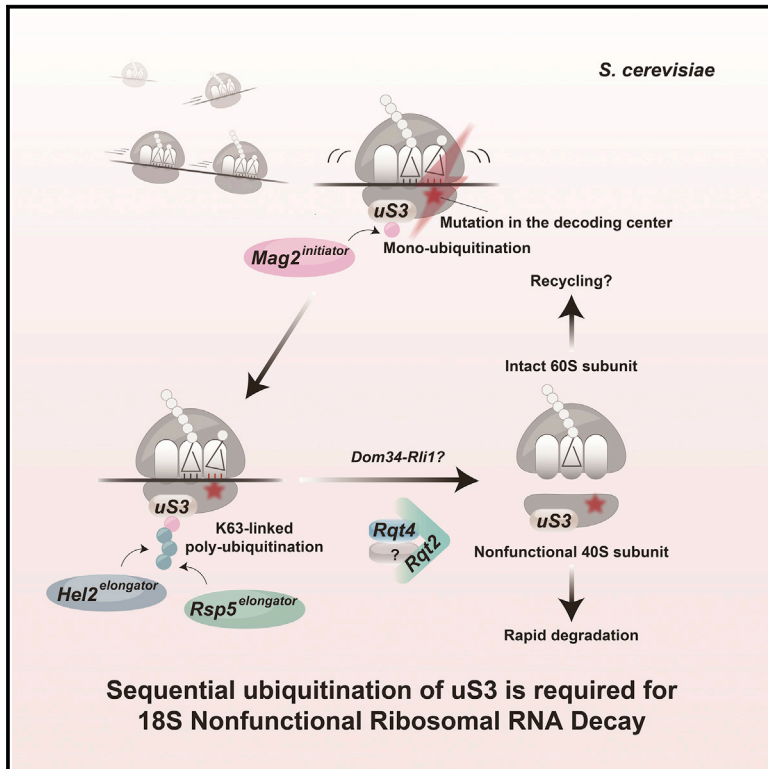 S. cerevisiae
uS3
Mutation in the decoding center
Mag2initiator
Mono-ubiquitination
Recycling?
Intact 60S subunit
Dom34-Rli1?
uS3
K63-linked
poly-ubiquitination
Rqt4
?
Rqt2
uS3
Nonfunctional 40S subunit
Hel2elongator
Rsp5elongator
Rapid degradation
Sequential ubiquitination of uS3 is required for
18S Nonfunctional Ribosomal RNA Decay